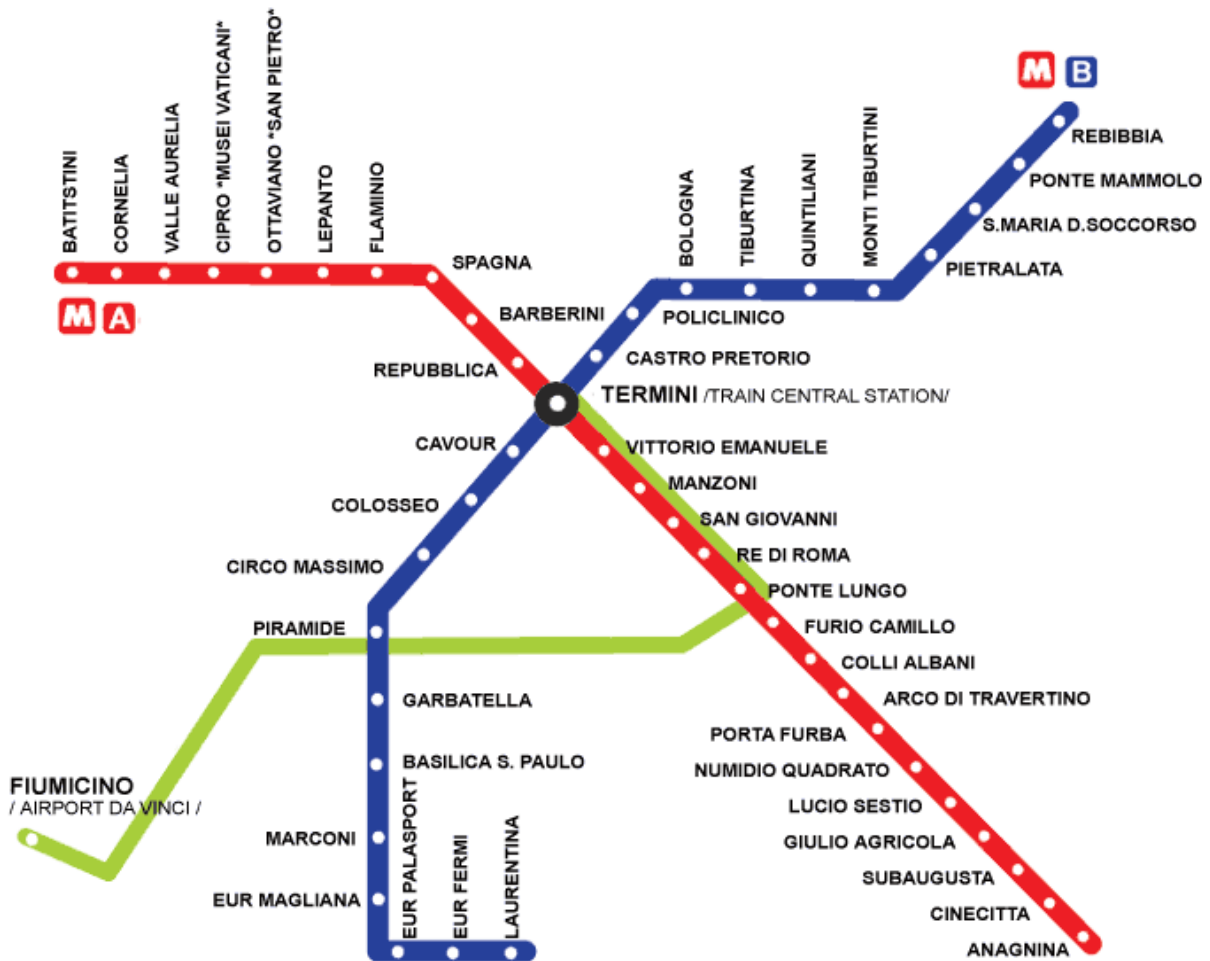 BATITSTINI
CORNELIA
VALLE AURELIA
CIPRO "MUSEI VATICANI"
OTTAVIANO "SAN PIETRO"
LEPANTO
FLAMINIO
M A
SPAGNA
BARBERINI
REPUBBLICA
M B
REBIBBIA
PONTE MAMMOLO
S.MARIA D.SOCCORSO
PIETRALATA
MONTI TIBURTINI
QUINTILIANI
TIBURTINA
BOLOGNA
POLICLINICO
CASTRO PRETORIO
TERMINI /TRAIN CENTRAL STATION/
CAVOUR
COLOSSEO
CIRCO MASSIMO
PIRAMIDE
GARBATELLA
BASILICA S. PAULO
MARCONI
EUR MAGLIANA
EUR PALASPORT
EUR FERMI
LAURENTINA
VITTORIO EMANUELE
MANZONI
SAN GIOVANNI
RE DI ROMA
PONTE LUNGO
FURIO CAMILLO
COLLI ALBANI
ARCO DI TRAVERTINO
PORTA FURBA
NUMIDIO QUADRATO
LUCIO SESTIO
GIULIO AGRICOLA
SUBAUGUSTA
CINECITTA
ANAGNINA
FIUMICINO
/ AIRPORT DA VINCI /